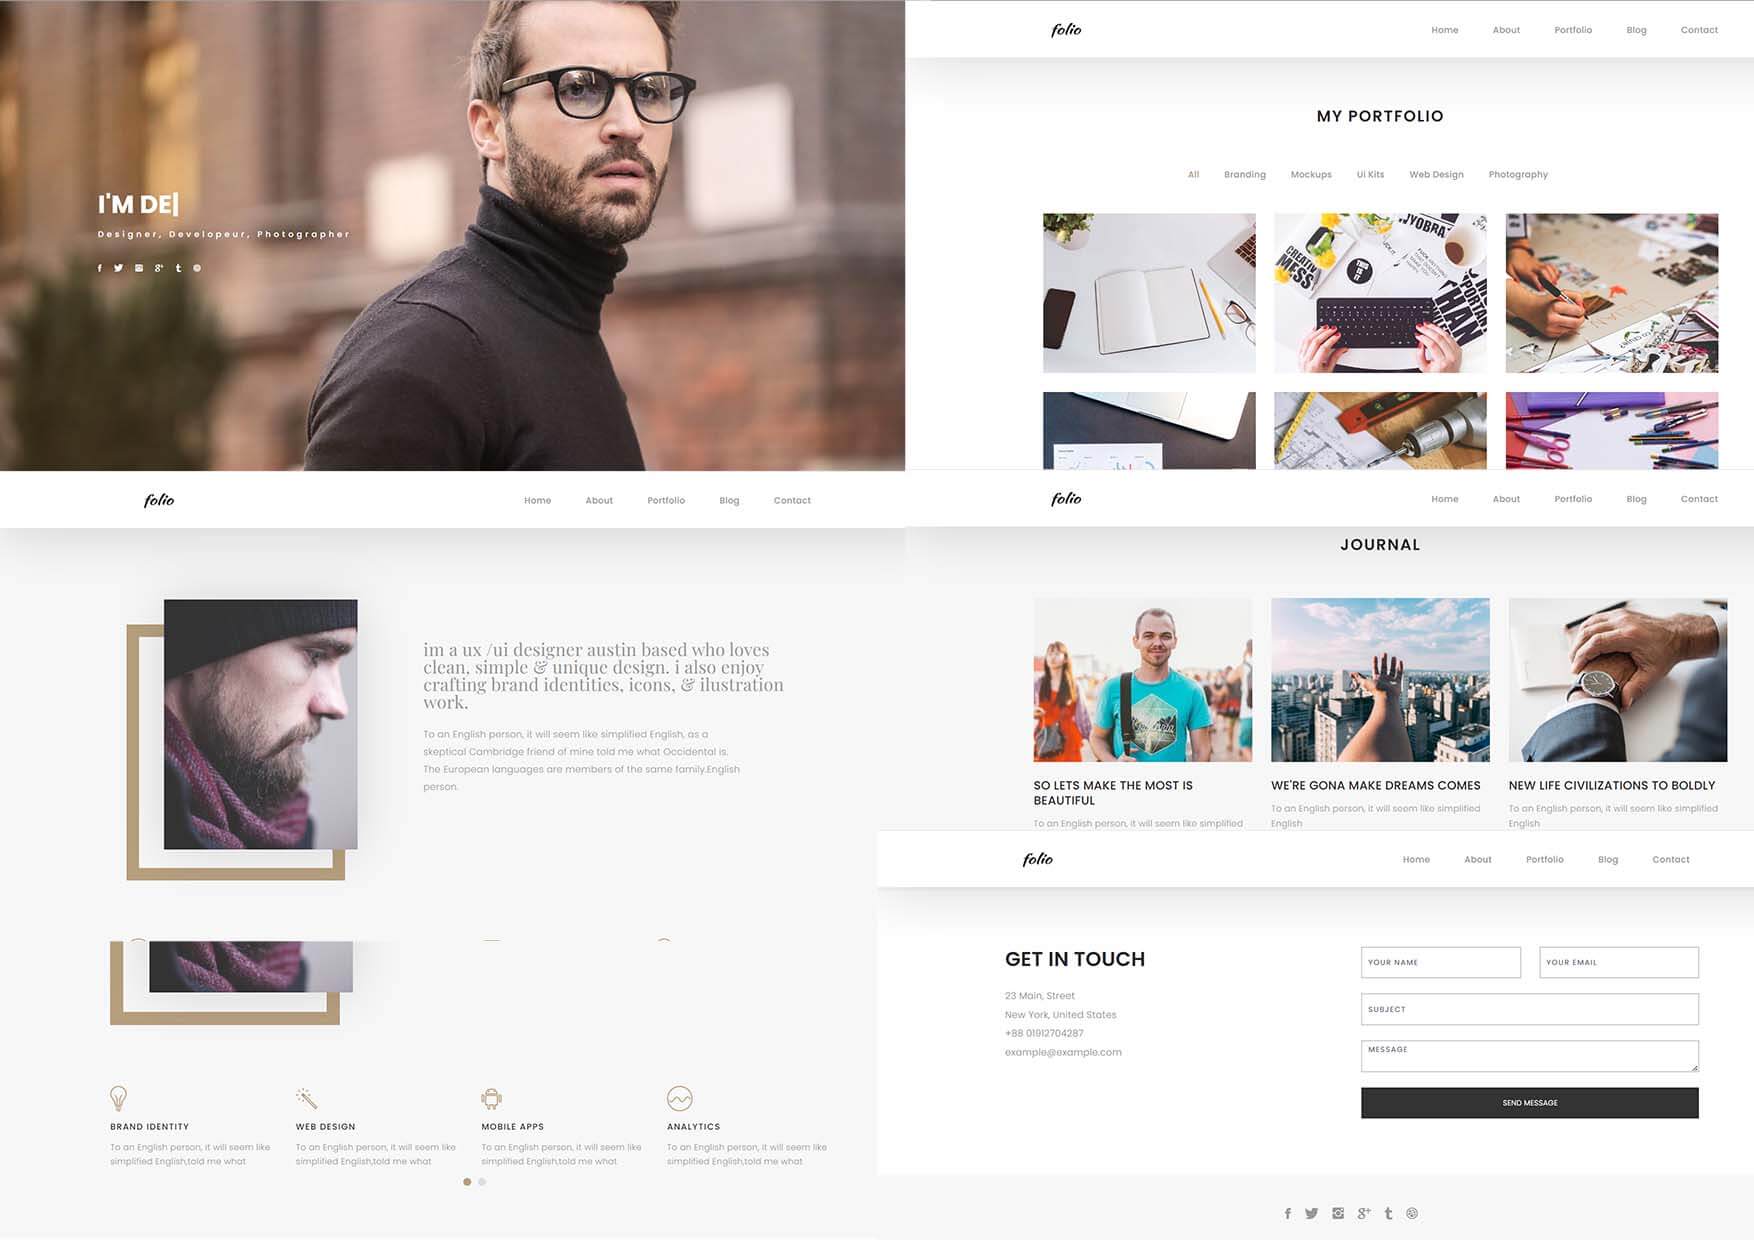 I'M DE|
Designer, Developeur, Photographer
folio
Home About Portfolio Blog Contact
im a ux /ui designer austin based who loves
clean, simple & unique design. i also enjoy
crafting brand identities, icons, & ilustration
work.
To an English person, it will seem like simplified English, as a
skeptical Cambridge friend of mine told me what Occidental is.
The European languages are members of the same family.English
person.
BRAND IDENTITY
To an English person, it will seem like
simplified English,told me what
WEB DESIGN
To an English person, it will seem like
simplified English,told me what
MOBILE APPS
To an English person, it will seem like
simplified English,told me what
ANALYTICS
To an English person, it will seem like
simplified English,told me what
folio
Home About Portfolio Blog Contact
MY PORTFOLIO
All Branding Mockups Ui Kits Web Design Photography
THIS
IS
IT
folio
Home About Portfolio Blog Contact
JOURNAL
SO LETS MAKE THE MOST IS
BEAUTIFUL
To an English person, it will seem like simplified
WE'RE GONA MAKE DREAMS COMES
To an English person, it will seem like simplified
English
NEW LIFE CIVILIZATIONS TO BOLDLY
To an English person, it will seem like simplified
English
folio
Home About Portfolio Blog Contact
GET IN TOUCH
23 Main, Street
New York, United States
+88 01912704287
example@example.com
YOUR NAME
YOUR EMAIL
SUBJECT
MESSAGE
SEND MESSAGE